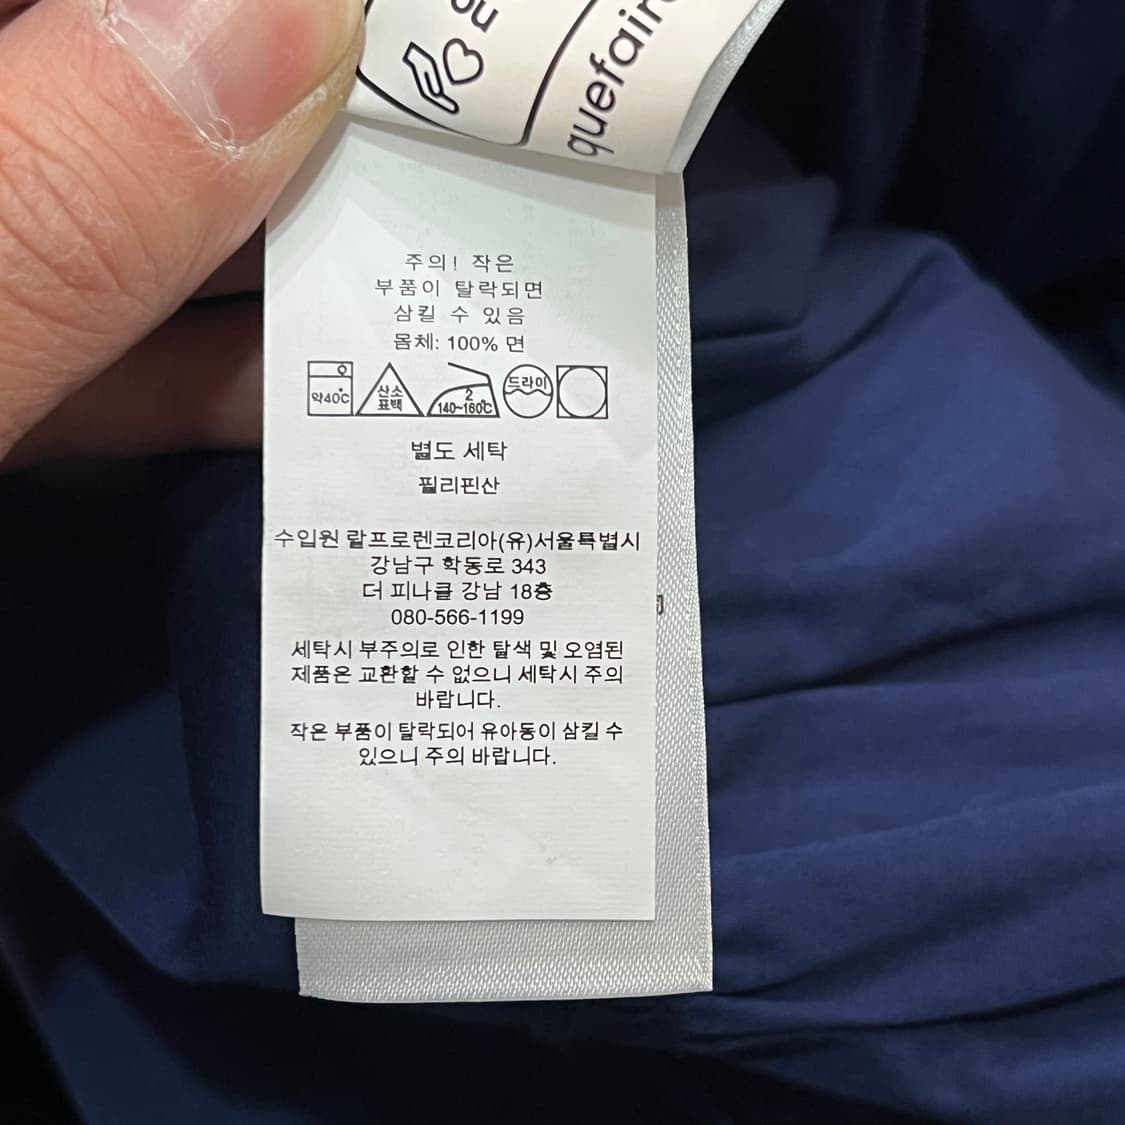 quefair
주의! 작은
부품이 탈락되면
삼킬 수 있음
몸체: 100% 면
약40℃
산소
표백
2
140~160℃
드라이
별도 세탁
필리핀산
수입원 랄프로렌코리아(유)서울특별시
강남구 학동로 343
더 피나클 강남 18층
080-566-1199
세탁시 부주의로 인한 탈색 및 오염된
제품은 교환할 수 없으니 세탁시 주의
바랍니다.
작은 부품이 탈락되어 유아동이 삼킬 수
있으니 주의 바랍니다.